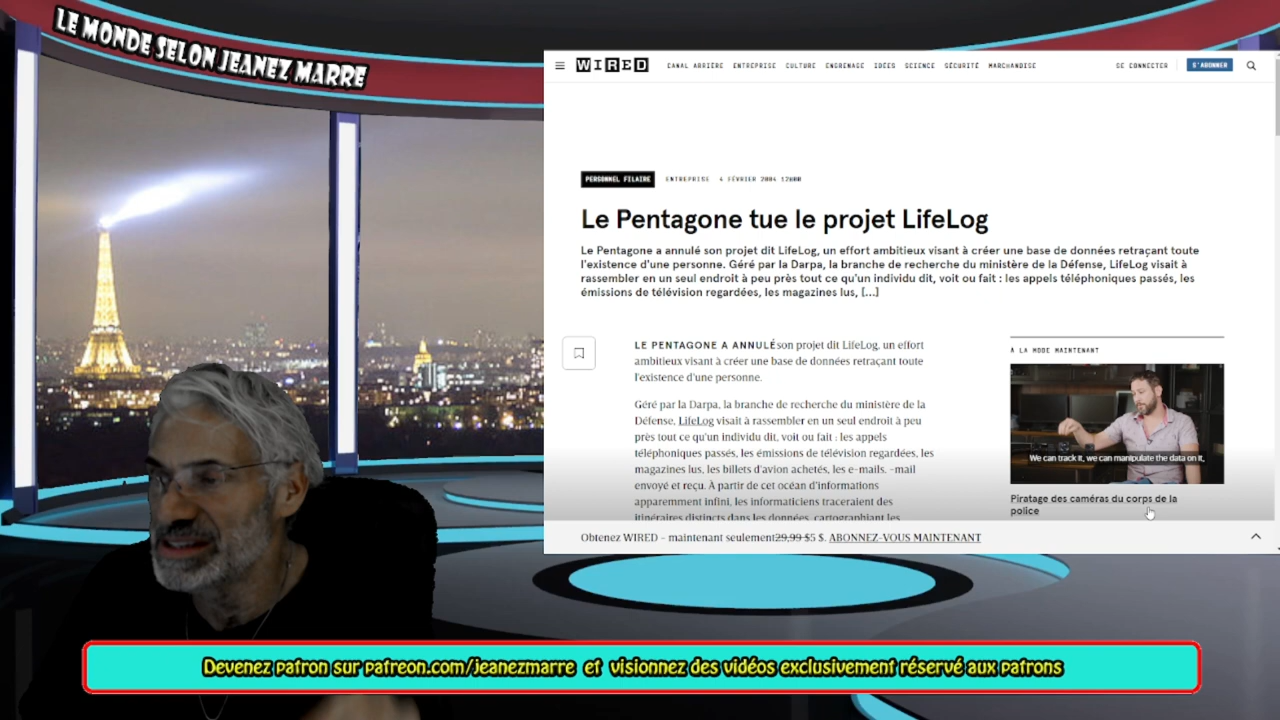 LE MONDE SELON JEANEZ MARRE
WIRED
CANAL ARRIÈRE ENTREPRISE CULTURE ENGRENAGE IDÉES SCIENCE SÉCURITÉ MARCHANDISE
SE CONNECTER S'ABONNER
PERSONNEL FILAIRE ENTREPRISE 4 FÉVRIER 2004 12H00
Le Pentagone tue le projet LifeLog
Le Pentagone a annulé son projet dit LifeLog, un effort ambitieux visant à créer une base de données retraçant toute
l'existence d'une personne. Géré par la Darpa, la branche de recherche du ministère de la Défense, LifeLog visait à
rassembler en un seul endroit à peu près tout ce qu'un individu dit, voit ou fait : les appels téléphoniques passés, les
émissions de télévision regardées, les magazines lus, [...]
LE PENTAGONE A ANNULÉ son projet dit LifeLog, un effort
ambitieux visant à créer une base de données retraçant toute
l'existence d'une personne.
Géré par la Darpa, la branche de recherche du ministère de la
Défense, LifeLog visait à rassembler en un seul endroit à peu
près tout ce qu'un individu dit, voit ou fait : les appels
téléphoniques passés, les émissions de télévision regardées, les
magazines lus, les billets d'avion achetés, les e-mails. -mail
envoyé et reçu. À partir de cet océan d'informations
apparemment infini, les informaticiens traceraient des
itinéraires distincts dans les données, cartographiant les
À LA MODE MAINTENANT
We can track it, we can manipulate the data on it,
Piratage des caméras du corps de la
police
Obtenez WIRED - maintenant seulement 29,99 $5 $. ABONNEZ-VOUS MAINTENANT
Devenez patron sur patreon.com/jeanezmarre et visionnez des vidéos exclusivement réservé aux patrons